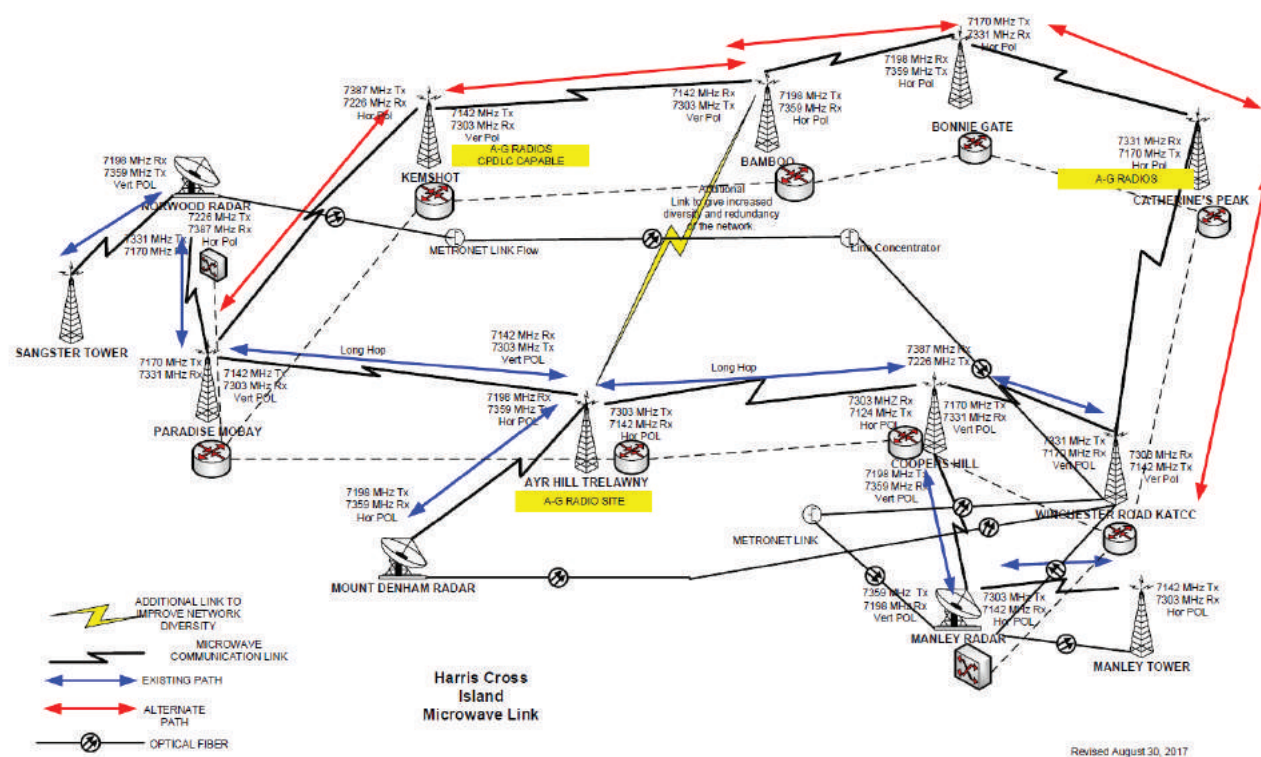 7170 MHz Tx
7331 MHz Rx
Hor Pol
7198 MHz Rx
7359 MHz Tx
Hor Pol
BONNIE GATE
7387 MHz Tx
7226 MHz Rx
Hor Pol
7142 MHz Tx
7303 MHz Rx
Ver Pol
A-G RADIOS
CPDLC CAPABLE
KEMSHOT
7142 MHz Rx
7303 MHz Tx
Ver Pol
7198 MHz Tx
7359 MHz Rx
Hor Pol
BAMBOO
7331 MHz Rx
7170 MHz Tx
Hor Pol
A-G RADIOS
CATHERINE'S PEAK
7198 MHz Rx
7359 MHz Tx
Vert POL
NORWOOD RADAR
7226 MHz Tx
7387 MHz Rx
Hor Pol
7331 MHz Tx
7170 MHz Rx
Additional
Link to give increased
diversity and redundancy
of the network.
METRONET LINK Flow
Line Concentrator
SANGSTER TOWER
7170 MHz Tx
7331 MHz Rx
7142 MHz Tx
7303 MHz Rx
Vert POL
PARADISE MOBAY
Long Hop
7142 MHz Rx
7303 MHz Tx
Vert POL
Long Hop
7387 MHz Rx
7226 MHz Tx
7198 MHz Rx
7359 MHz Tx
Hor POL
7303 MHz Tx
7142 MHz Rx
Hor POL
AYR HILL TRELAWNY
A-G RADIO SITE
7303 MHZ Rx
7124 MHz Tx
Hor POL
7170 MHz Tx
7331 MHz Rx
Vert POL
COOPERS HILL
7198 MHz Tx
7359 MHz Rx
Vert POL
7331 MHz Tx
7170 MHz Rx
Vert POL
7303 MHz Rx
7142 MHz Tx
Ver Pol
WINCHESTER ROAD KATCC
7198 MHz Tx
7359 MHz Rx
Hor POL
MOUNT DENHAM RADAR
METRONET LINK
7359 MHz Tx
7198 MHz Rx
Vert POL
7303 MHz Tx
7142 MHz Rx
Hor POL
MANLEY RADAR
7142 MHz Tx
7303 MHz Rx
Hor POL
MANLEY TOWER
ADDITIONAL LINK TO
IMPROVE NETWORK
DIVERSITY
MICROWAVE
COMMUNICATION LINK
EXISTING PATH
ALTERNATE
PATH
OPTICAL FIBER
Harris Cross
Island
Microwave Link
Revised August 30, 2017